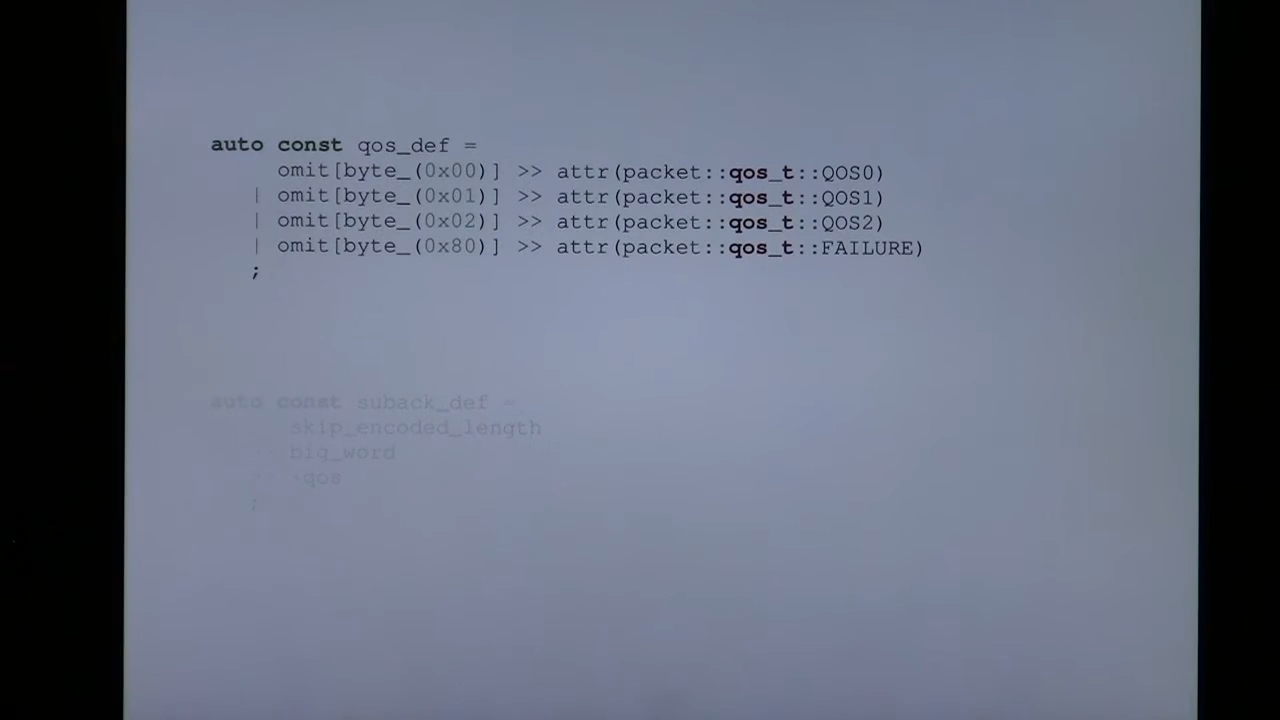 auto const qos_def =
omit[byte_(0x00)] >> attr(packet::qos_t::QOS0)
| omit[byte_(0x01)] >> attr(packet::qos_t::QOS1)
| omit[byte_(0x02)] >> attr(packet::qos_t::QOS2)
| omit[byte_(0x80)] >> attr(packet::qos_t::FAILURE)
;
auto const suback_def =
skip_encoded_length
>> big_word
>> *qos
;